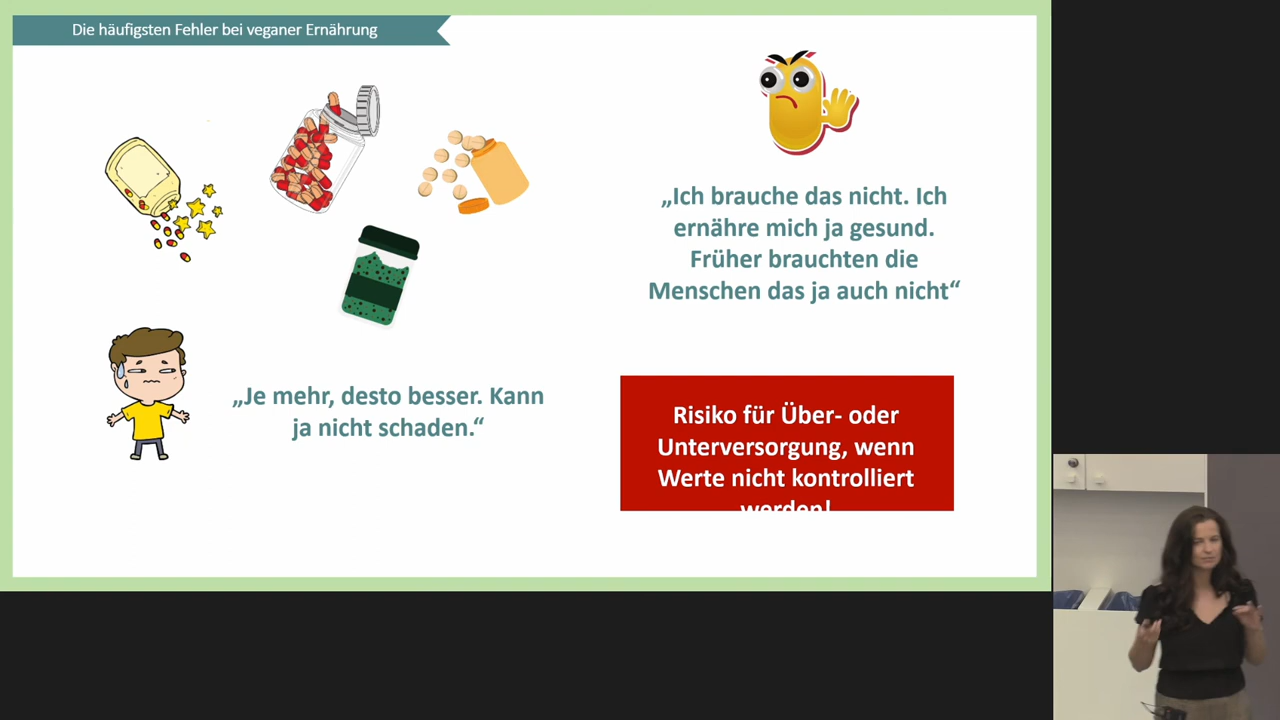 Die häufigsten Fehler bei veganer Ernährung
„Ich brauche das nicht. Ich
ernähre mich ja gesund.
Früher brauchten die
Menschen das ja auch nicht“
„Je mehr, desto besser. Kann
ja nicht schaden.“
Risiko für Über- oder
Unterversorgung, wenn
Werte nicht kontrolliert
werden!